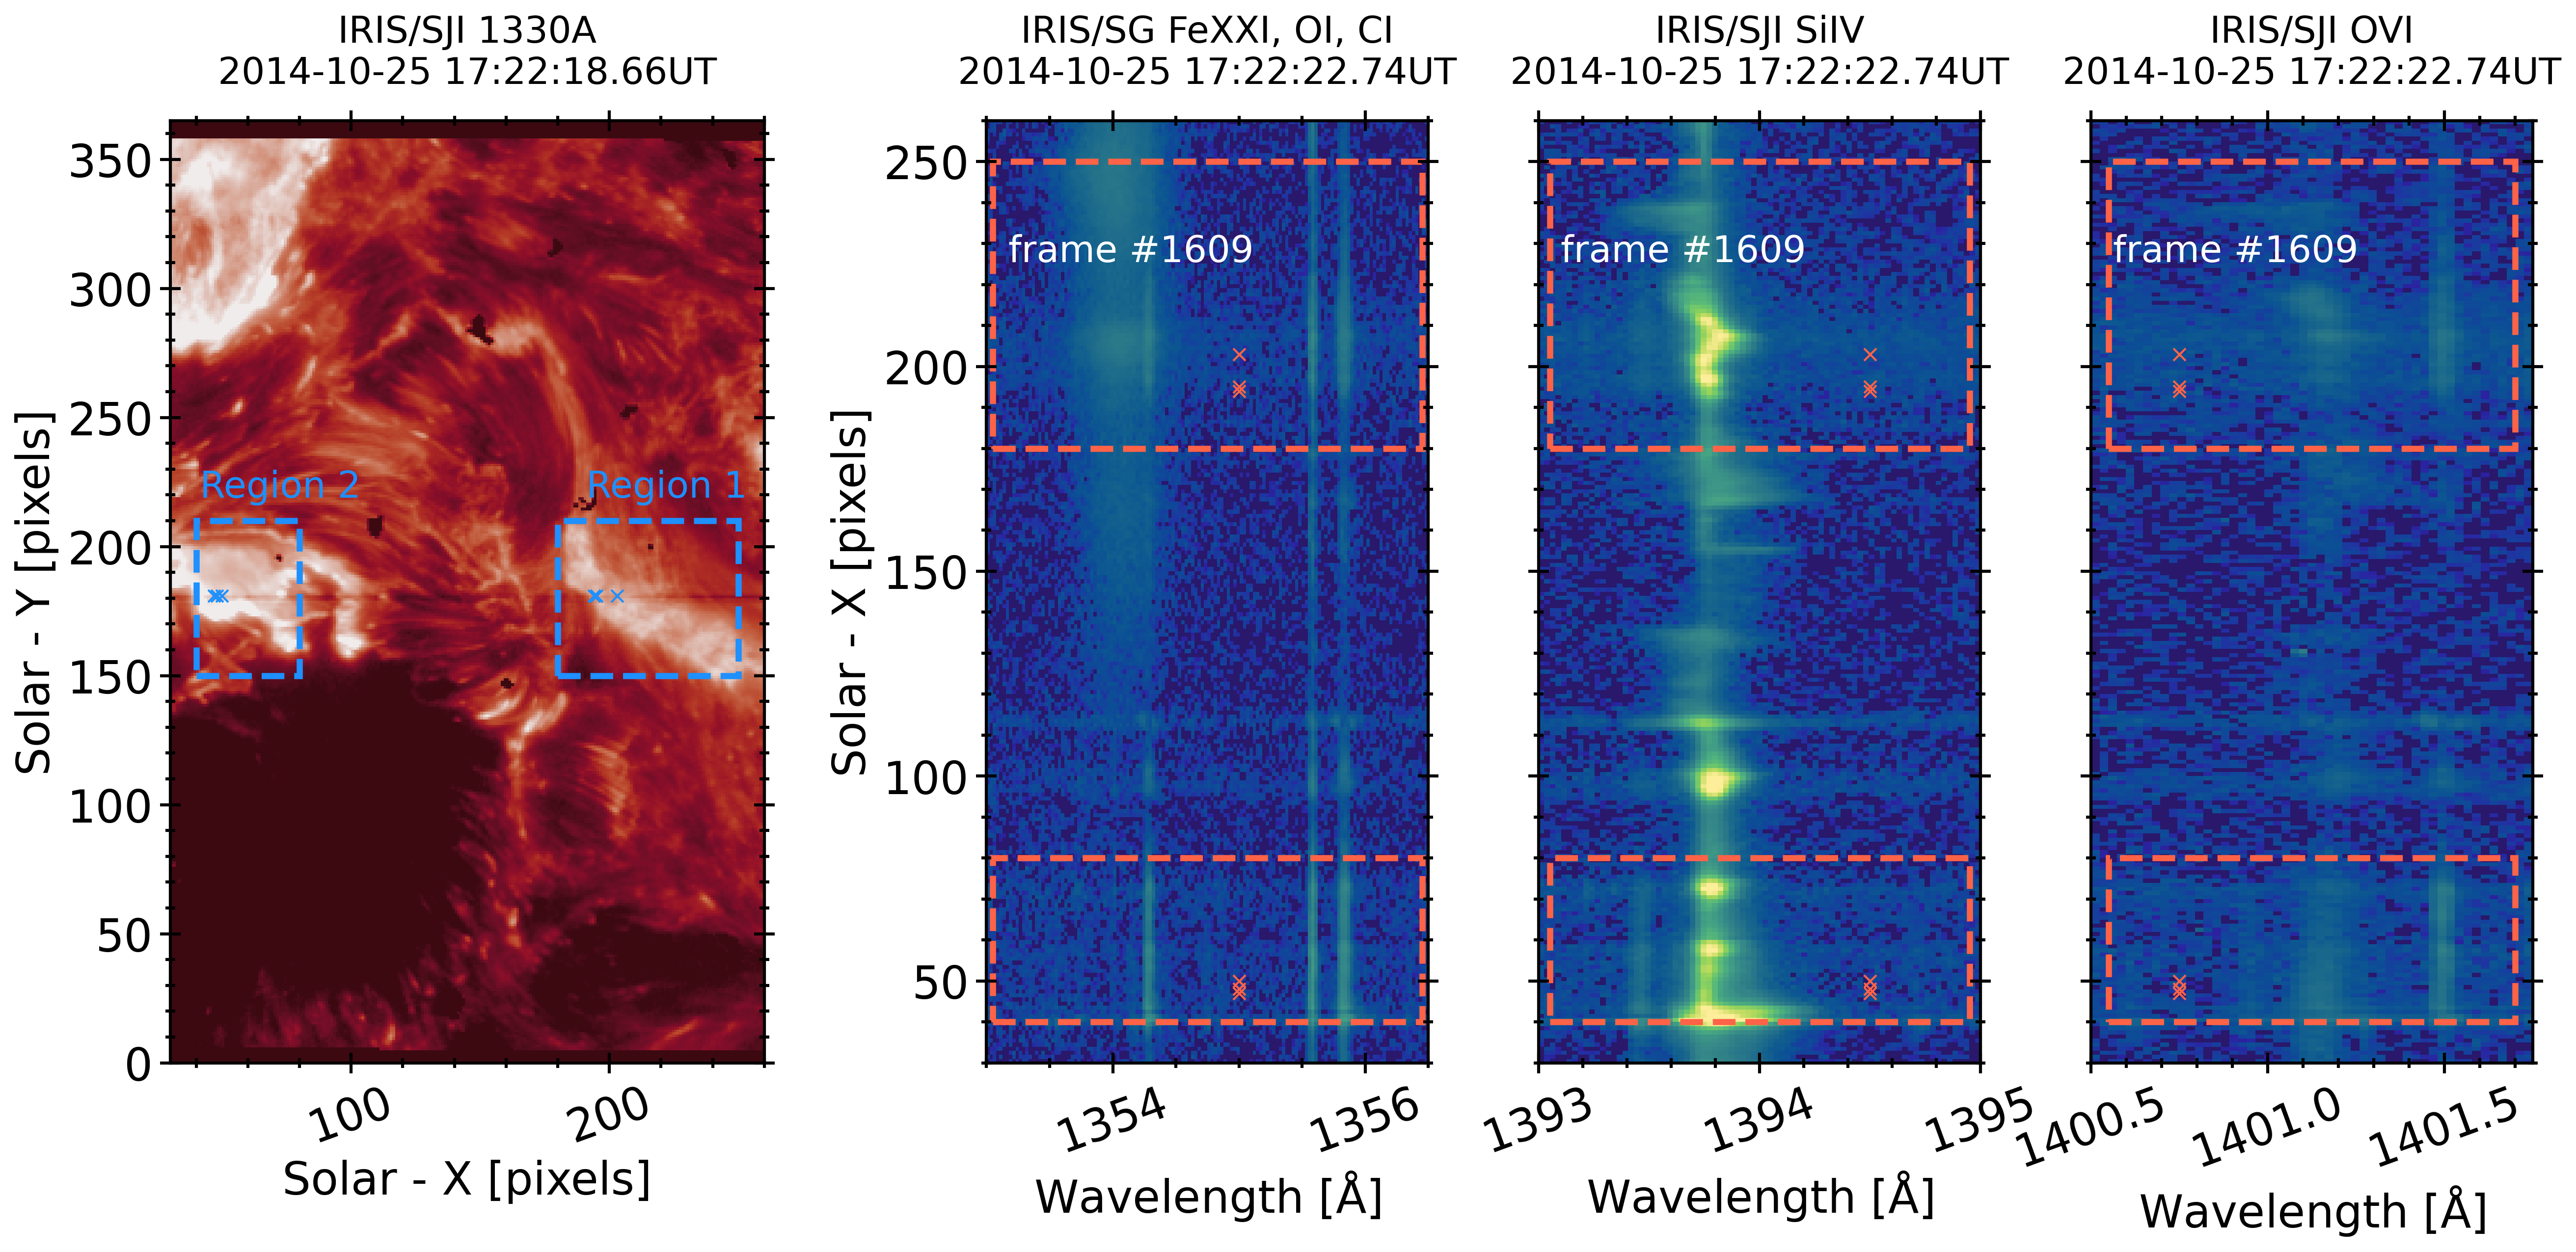 IRIS/SJI 1330A
2014-10-25 17:22:18.66UT
350
300
250
200
150
100
50
0
Solar - Y [pixels]
Region 2
Region 1
100
200
Solar - X [pixels]
IRIS/SG FeXXI, OI, CI
2014-10-25 17:22:22.74UT
250
200
150
100
50
Solar - X [pixels]
frame #1609
1354
1356
Wavelength [Å]
IRIS/SJI SiIV
2014-10-25 17:22:22.74UT
frame #1609
1393
1394
1395
Wavelength [Å]
IRIS/SJI OVI
2014-10-25 17:22:22.74UT
frame #1609
1400.5
1401.0
1401.5
Wavelength [Å]